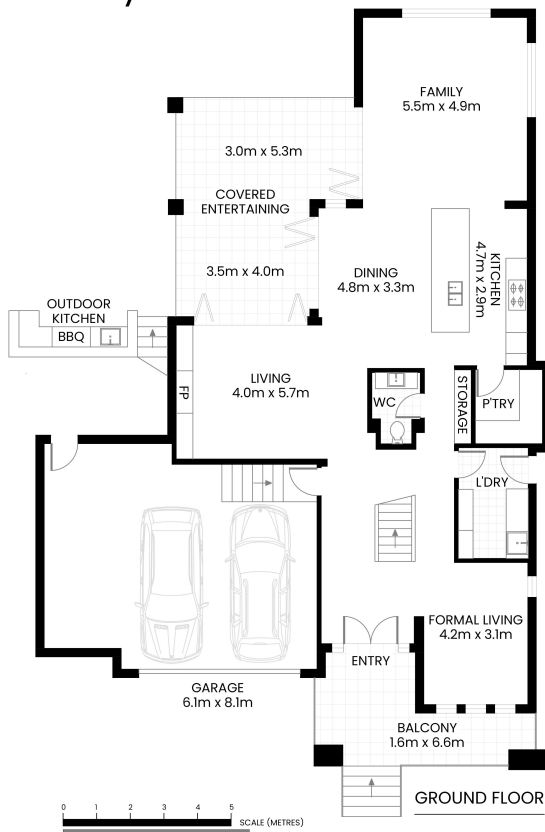 FAMILY
5.5m x 4.9m
3.0m x 5.3m
COVERED
ENTERTAINING
3.5m x 4.0m
DINING
4.8m x 3.3m
KITCHEN
4.7m x 2.9m
OUTDOOR
KITCHEN
BBQ
LIVING
4.0m x 5.7m
FP
WC
STORAGE
P'TRY
L'DRY
FORMAL LIVING
4.2m x 3.1m
ENTRY
GARAGE
6.1m x 8.1m
BALCONY
1.6m x 6.6m
GROUND FLOOR
0 1 2 3 4 5
SCALE (METRES)